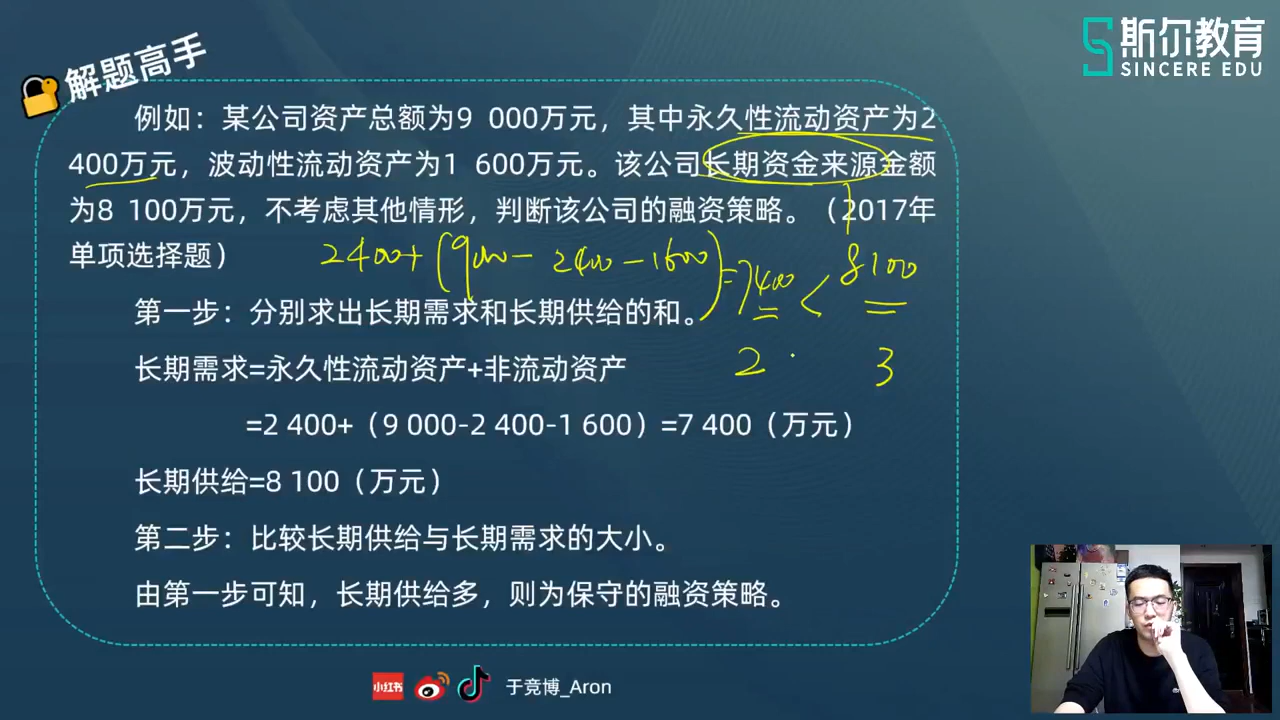 斯尔教育
SINCERE EDU
解题高手
例如：某公司资产总额为9 000万元，其中永久性流动资产为2
400万元，波动性流动资产为1 600万元。该公司长期资金来源金额
为8 100万元，不考虑其他情形，判断该公司的融资策略。（2017年
单项选择题）
2400+(900-2400-1600)=7400<8100
第一步：分别求出长期需求和长期供给的和。
2 3
长期需求=永久性流动资产+非流动资产
=2 400+（9 000-2 400-1 600）=7 400（万元）
长期供给=8 100（万元）
第二步：比较长期供给与长期需求的大小。
由第一步可知，长期供给多，则为保守的融资策略。
小红书
于竞博_Aron